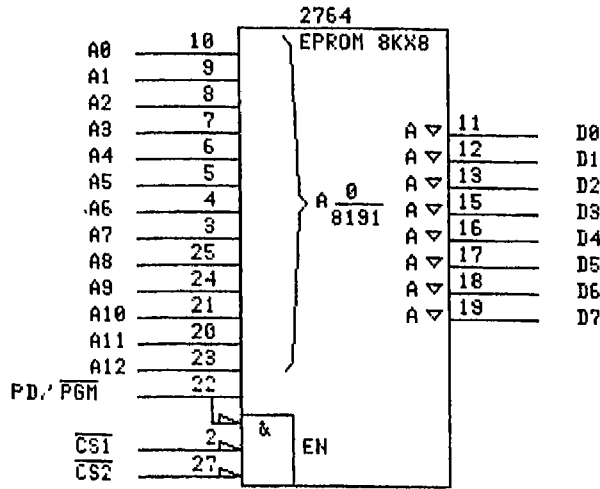 2764
EPROM 8KX8
A0 10
A1 9
A2 8
A3 7
A4 6
A5 5
A6 4
A7 3
A8 25
A9 24
A10 21
A11 20
A12 23
PD/PGM 22
CS1 2
CS2 27
&
EN
A 0
8191
A ▽ 11 D0
A ▽ 12 D1
A ▽ 13 D2
A ▽ 15 D3
A ▽ 16 D4
A ▽ 17 D5
A ▽ 18 D6
A ▽ 19 D7